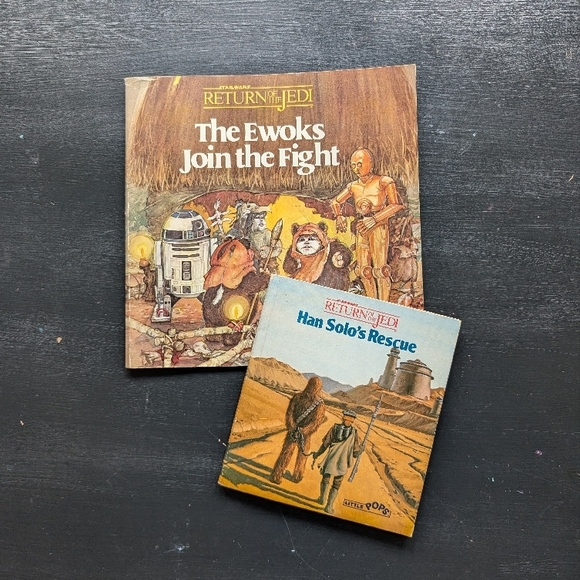 STAR WARS
RETURN OF THE JEDI
The Ewoks
Join the Fight
STAR WARS
RETURN OF THE JEDI
Han Solo's Rescue
LITTLE POPS